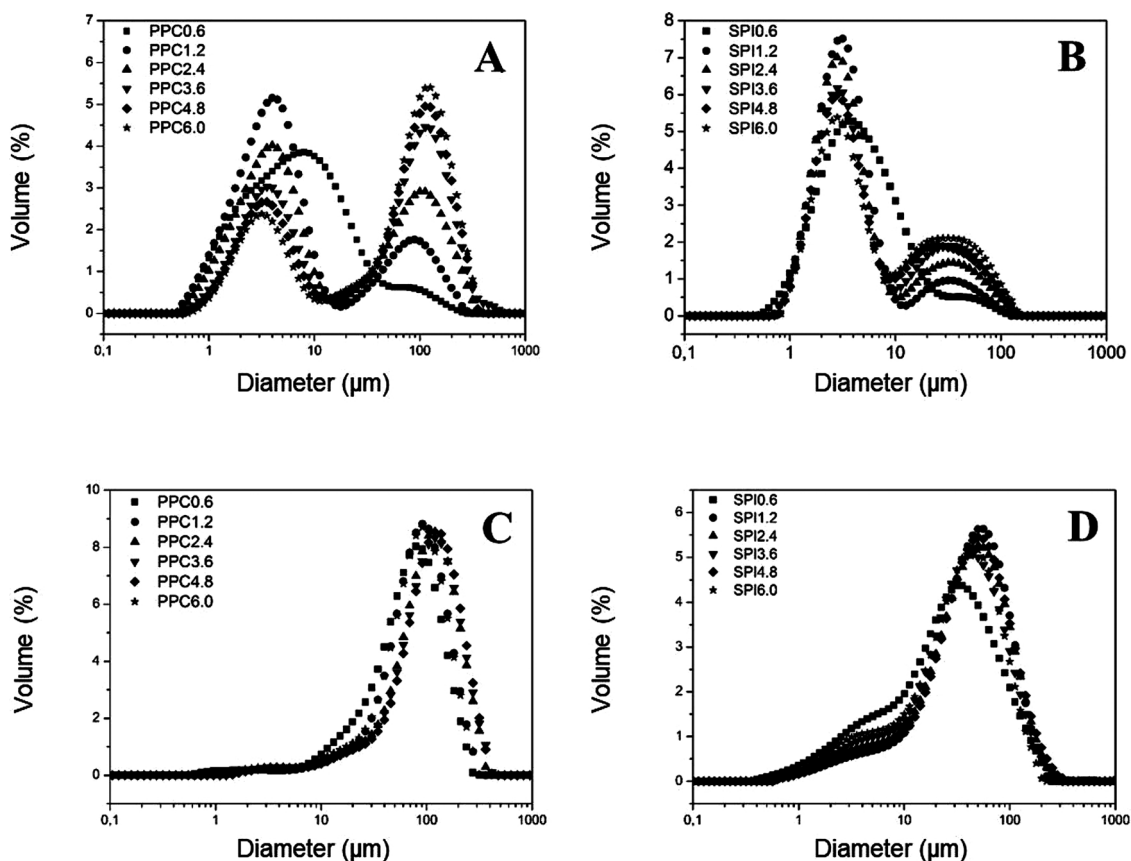 A
PPC0.6
PPC1.2
PPC2.4
PPC3.6
PPC4.8
PPC6.0
Volume (%)
7
6
5
4
3
2
1
0
0,1 1 10 100 1000
Diameter (µm)
B
SPI0.6
SPI1.2
SPI2.4
SPI3.6
SPI4.8
SPI6.0
Volume (%)
8
7
6
5
4
3
2
1
0
0,1 1 10 100 1000
Diameter (µm)
C
PPC0.6
PPC1.2
PPC2.4
PPC3.6
PPC4.8
PPC6.0
Volume (%)
10
8
6
4
2
0
0,1 1 10 100 1000
Diameter (µm)
D
SPI0.6
SPI1.2
SPI2.4
SPI3.6
SPI4.8
SPI6.0
Volume (%)
6
5
4
3
2
1
0
0,1 1 10 100 1000
Diameter (µm)